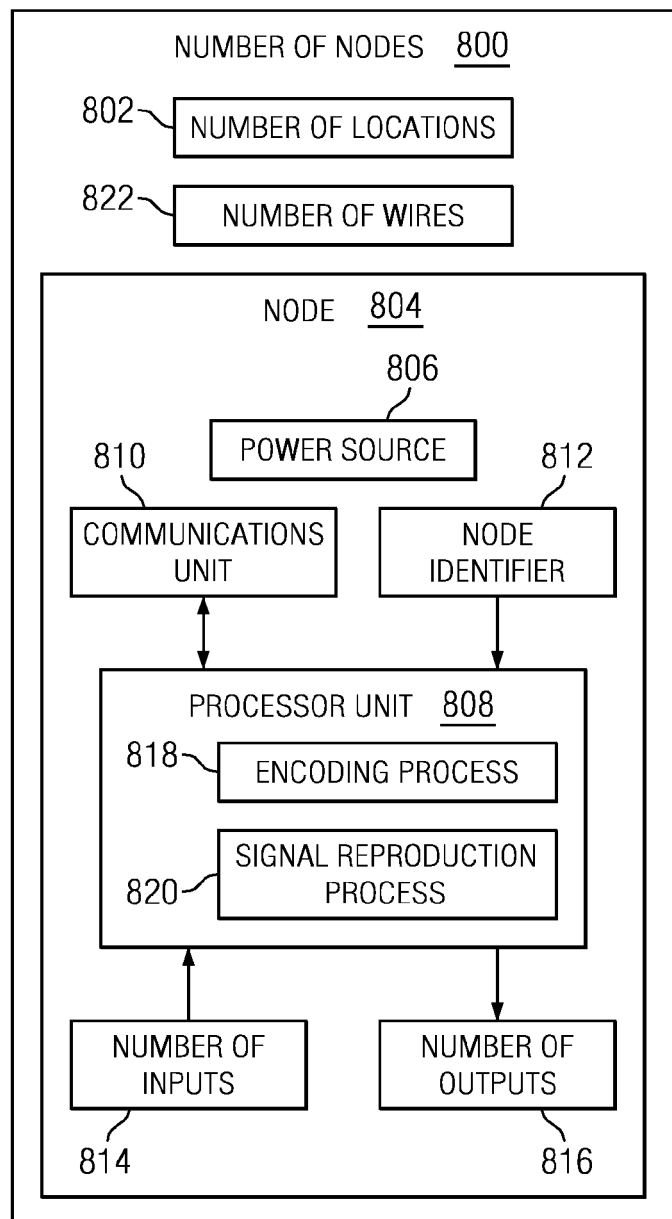 NUMBER OF NODES 800
802
NUMBER OF LOCATIONS
822
NUMBER OF WIRES
NODE 804
806
POWER SOURCE
810
812
COMMUNICATIONS
UNIT
NODE
IDENTIFIER
PROCESSOR UNIT 808
818
ENCODING PROCESS
820
SIGNAL REPRODUCTION
PROCESS
NUMBER OF
INPUTS
NUMBER OF
OUTPUTS
814
816